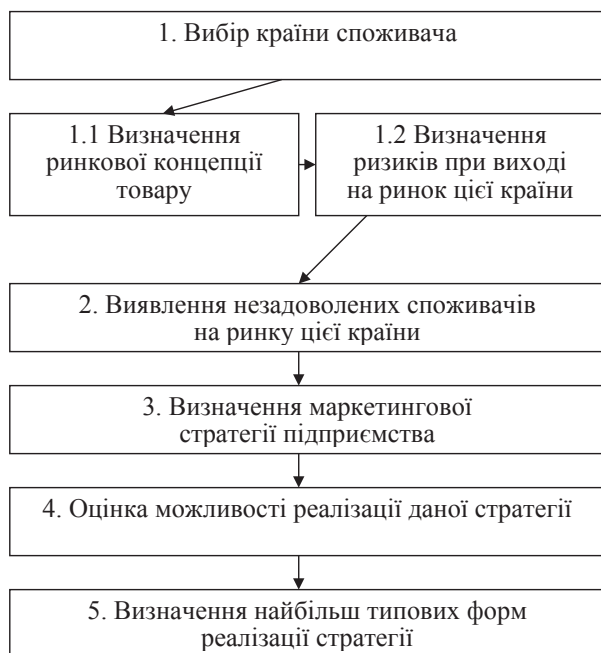 1. Вибір країни споживача
1.1 Визначення
ринкової концепції
товару
1.2 Визначення
ризиків при виході
на ринок цієї країни
2. Виявлення незадоволених споживачів
на ринку цієї країни
3. Визначення маркетингової
стратегії підприємства
4. Оцінка можливості реалізації даної стратегії
5. Визначення найбільш типових форм
реалізації стратегії